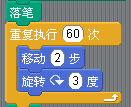 落笔
重复执行 60 次
移动 2 步
旋转 3 度